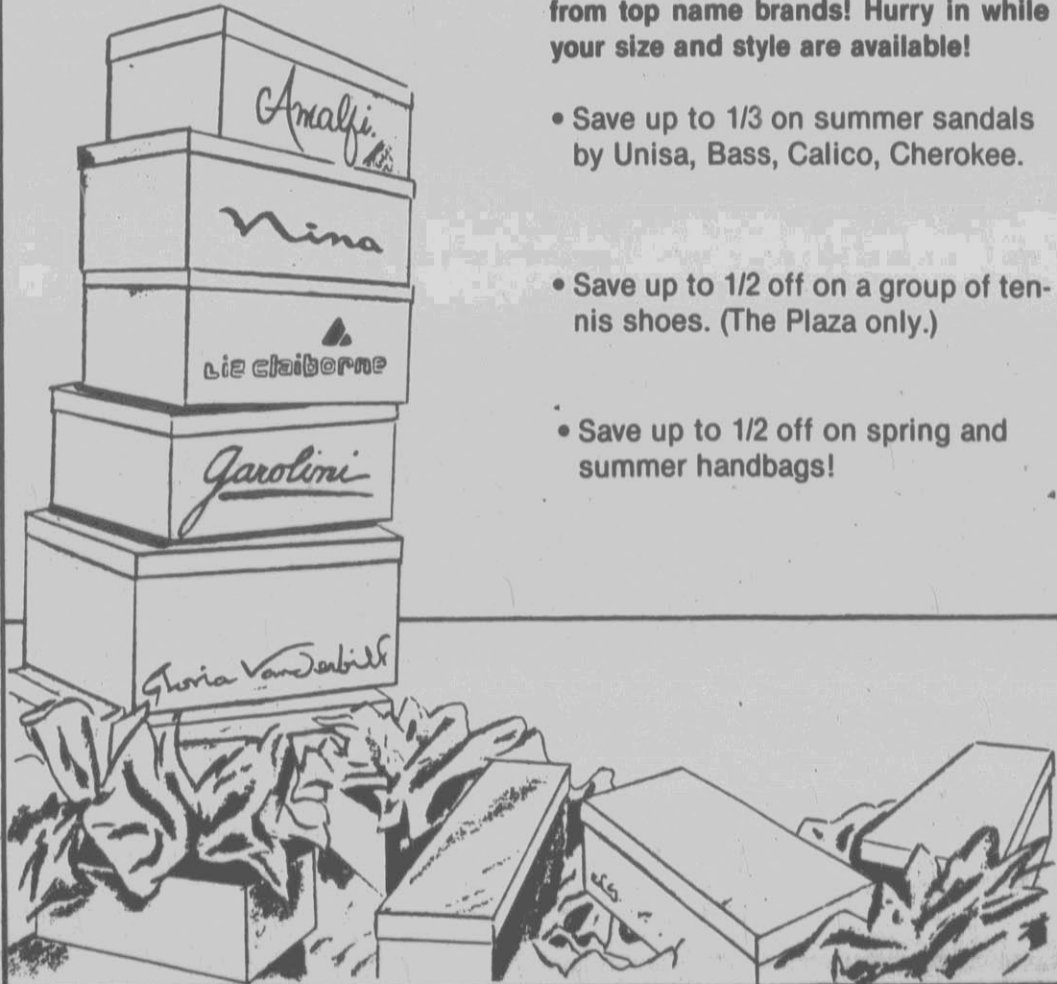 from top name brands! Hurry in while
your size and style are available!
• Save up to 1/3 on summer sandals
by Unisa, Bass, Calico, Cherokee.
• Save up to 1/2 off on a group of ten-
nis shoes. (The Plaza only.)
• Save up to 1/2 off on spring and
summer handbags!
Amalfi.
Nina
Liz claiborne
Garolini
Gloria Vanderbilt